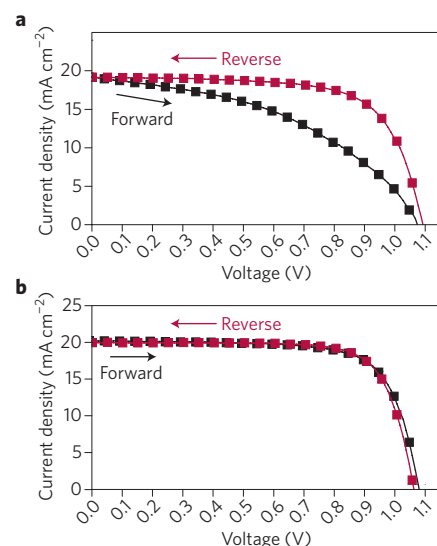 a
Current density (mA cm⁻²)
20
15
10
5
0
Reverse
Forward
0.0 0.1 0.2 0.3 0.4 0.5 0.6 0.7 0.8 0.9 1.0 1.1
Voltage (V)
b
Current density (mA cm⁻²)
25
20
15
10
5
0
Reverse
Forward
0.0 0.1 0.2 0.3 0.4 0.5 0.6 0.7 0.8 0.9 1.0 1.1
Voltage (V)